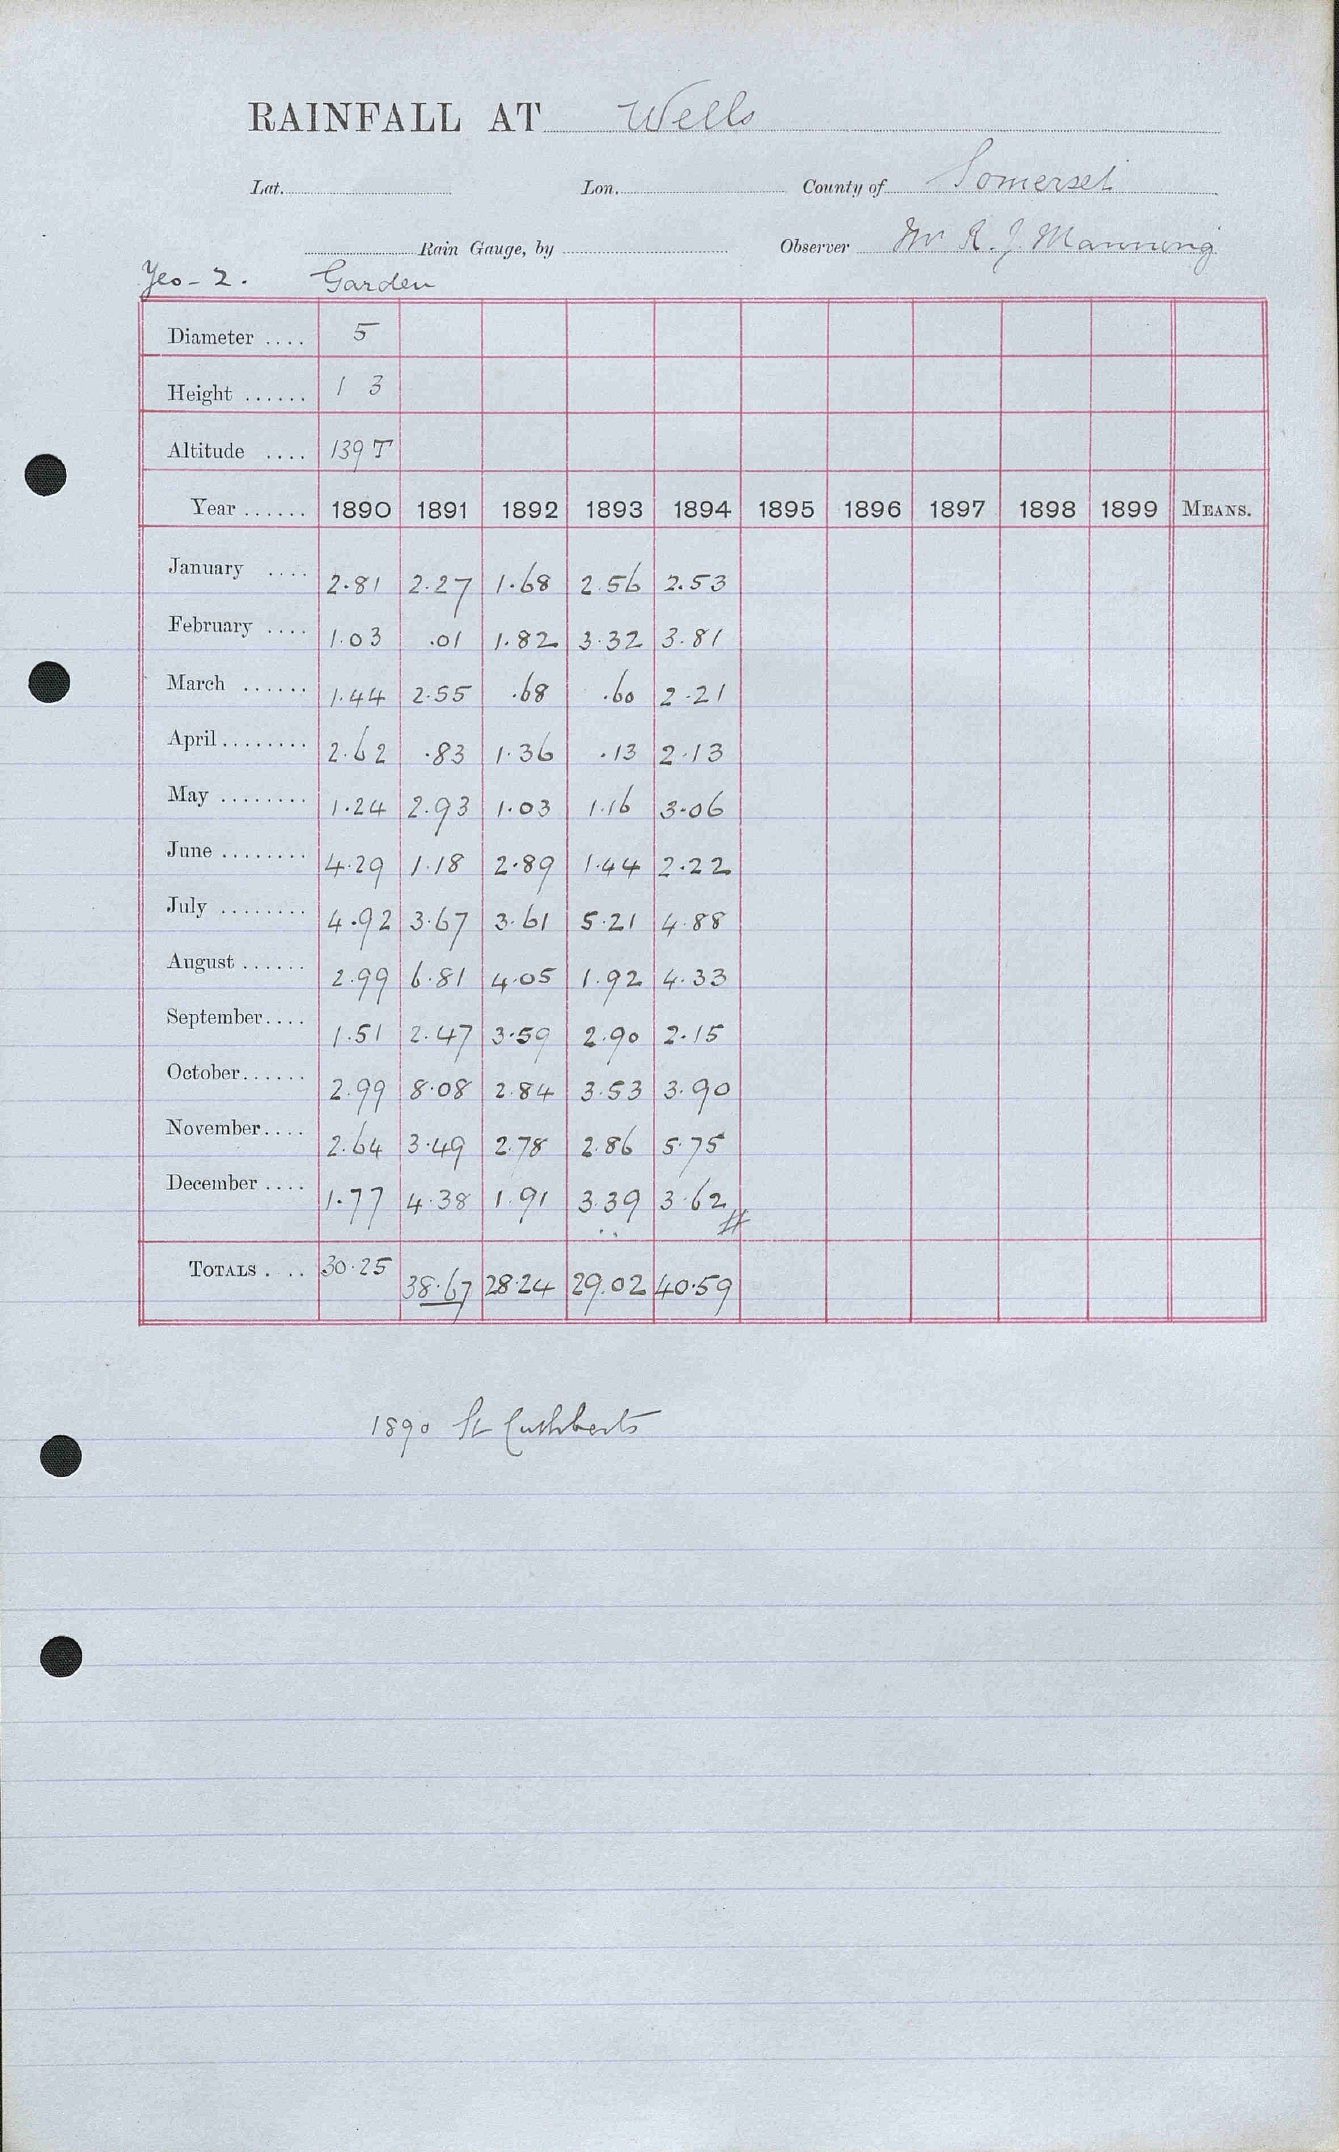 RAINFALL AT Wells
Lat. Lon. County of Somerset
Rain Gauge, by Observer Mr R. J. Manning
Yeo - 2. Garden
Diameter .... 5
Height ...... 1 3
Altitude .... 139 T
Year ...... 1890 1891 1892 1893 1894 1895 1896 1897 1898 1899 MEANS.
January .... 2.81 2.27 1.68 2.56 2.53
February .... 1.03 .01 1.82 3.32 3.81
March ...... 1.44 2.55 .68 .60 2.21
April ........ 2.62 .83 1.36 .13 2.13
May ........ 1.24 2.93 1.03 1.16 3.06
June ........ 4.29 1.18 2.89 1.44 2.22
July ........ 4.92 3.67 3.61 5.21 4.88
August ...... 2.99 6.81 4.05 1.92 4.33
September.... 1.51 2.47 3.59 2.90 2.15
October...... 2.99 8.08 2.84 3.53 3.90
November.... 2.64 3.49 2.78 2.86 5.75
December .... 1.77 4.38 1.91 3.39 3.62
TOTALS .... 30.25 38.67 28.24 29.02 40.59
1890 St Cuthberts